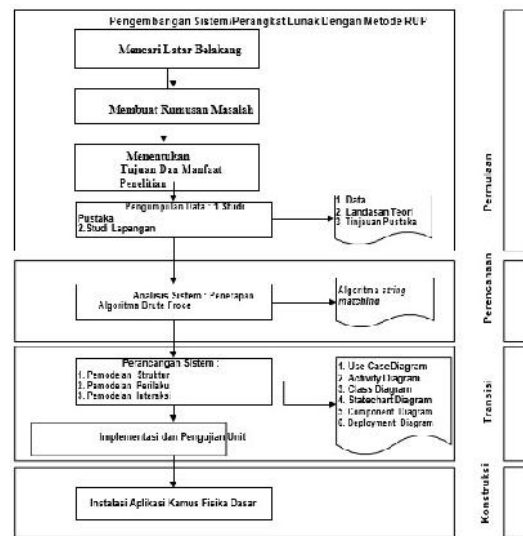 Pengembangan Sistem/Perangkat Lunak Dengan Metode RUP
Mencari Latar Belakang
Membuat Rumusan Masalah
Menentukan
Tujuan Dan Manfaat
Penelitian
Pengumpulan Data : 1 Studi
Pustaka
2.Studi Lapangan
1. Data
2. Landasan Teori
3. Tinjauan Pustaka
Permulaan
Analisis Sistem : Penerapan
Algoritma Brute Froce
Algoritma string
matching
Perencanaan
Perancangan Sistem :
1. Pemodelan Struktur
2. Pemodelan Perilaku
3. Pemodelan Interaksi
1. Use Case Diagram
2. Activity Diagram
3. Class Diagram
4. Statechart Diagram
5. Component Diagram
6. Deployment Diagram
Implementasi dan Pengujian Unit
Transisi
Instalasi Aplikasi Kamus Fisika Dasar
Konstruksi